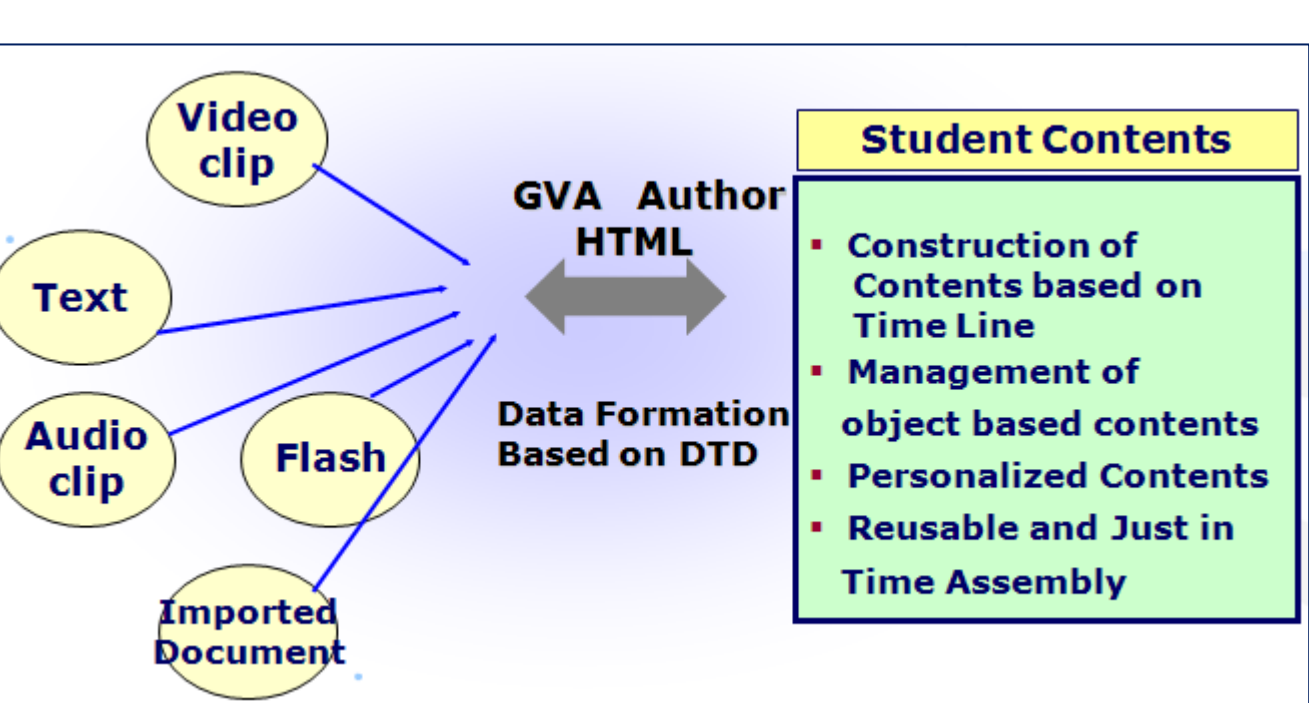 Video
clip
Text
Audio
clip
Flash
Imported
Document
GVA Author
HTML
Data Formation
Based on DTD
Student Contents
▪ Construction of
Contents based on
Time Line
▪ Management of
object based contents
▪ Personalized Contents
▪ Reusable and Just in
Time Assembly